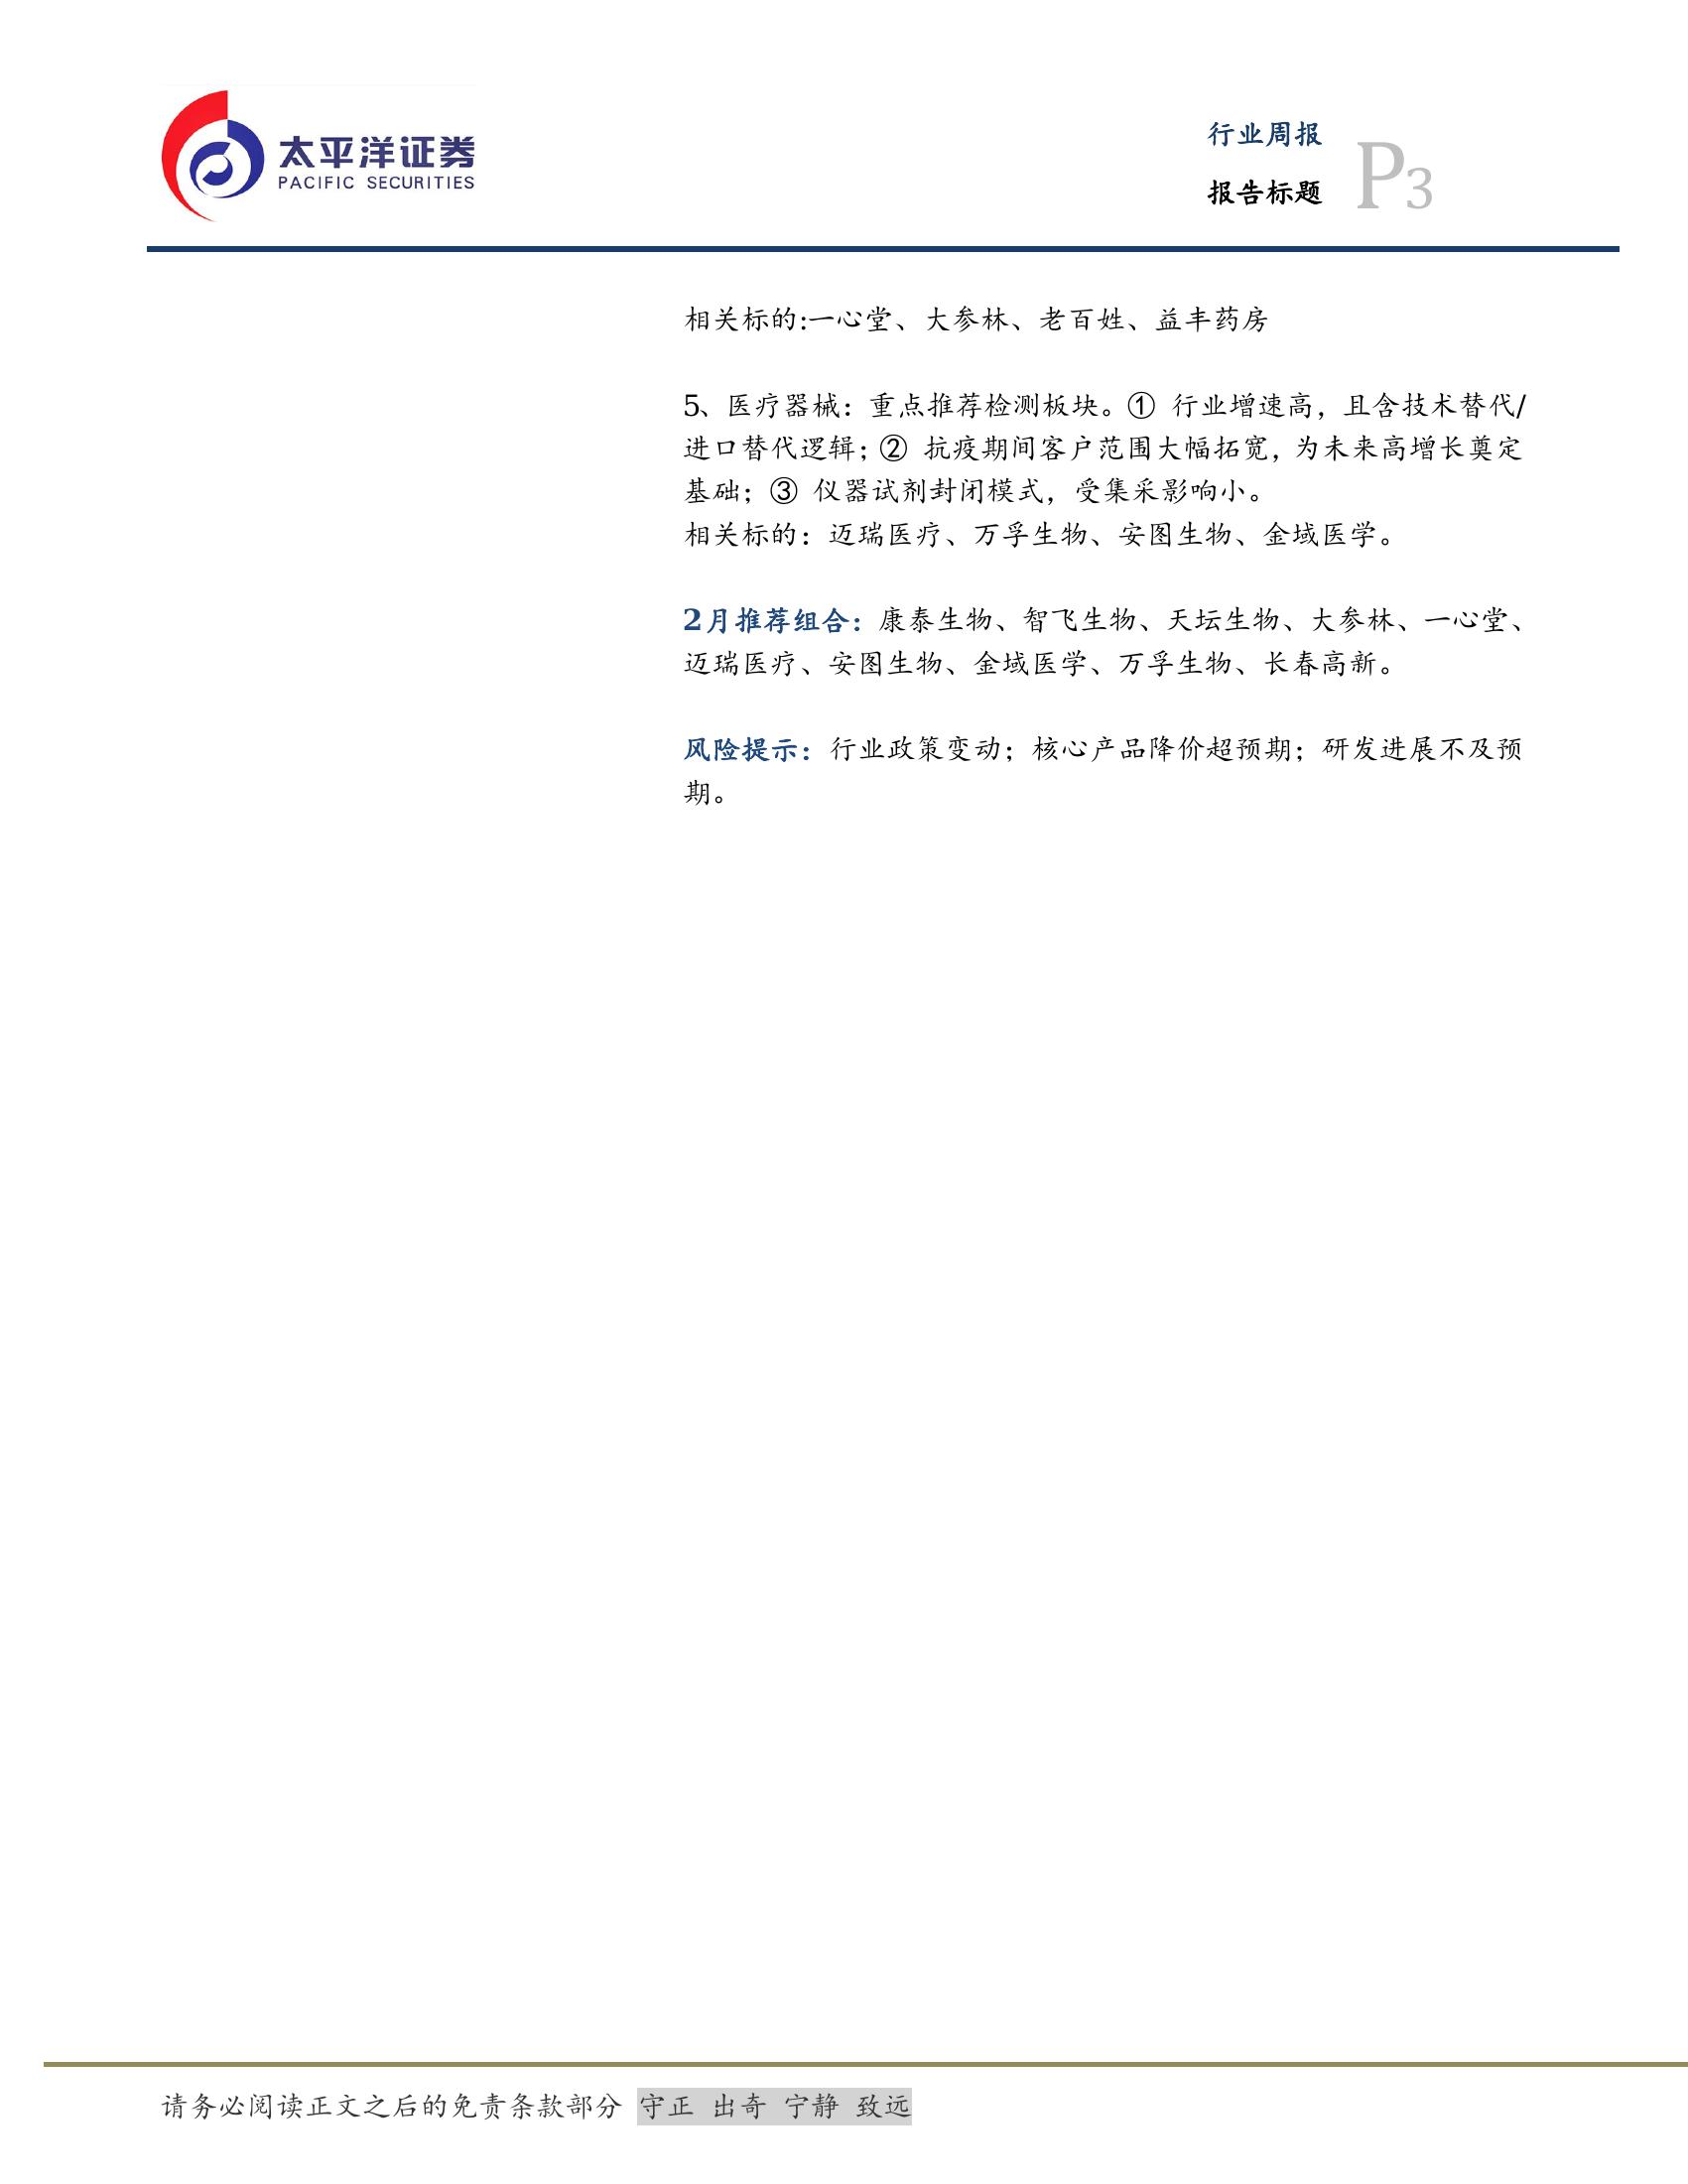 太平洋证券
PACIFIC SECURITIES
行业周报
报告标题
P3
相关标的:一心堂、大参林、老百姓、益丰药房
5、医疗器械：重点推荐检测板块。① 行业增速高，且含技术替代/
进口替代逻辑；② 抗疫期间客户范围大幅拓宽，为未来高增长奠定
基础；③ 仪器试剂封闭模式，受集采影响小。
相关标的：迈瑞医疗、万孚生物、安图生物、金域医学。
2月推荐组合：康泰生物、智飞生物、天坛生物、大参林、一心堂、
迈瑞医疗、安图生物、金域医学、万孚生物、长春高新。
风险提示：行业政策变动；核心产品降价超预期；研发进展不及预
期。
请务必阅读正文之后的免责条款部分 守正 出奇 宁静 致远